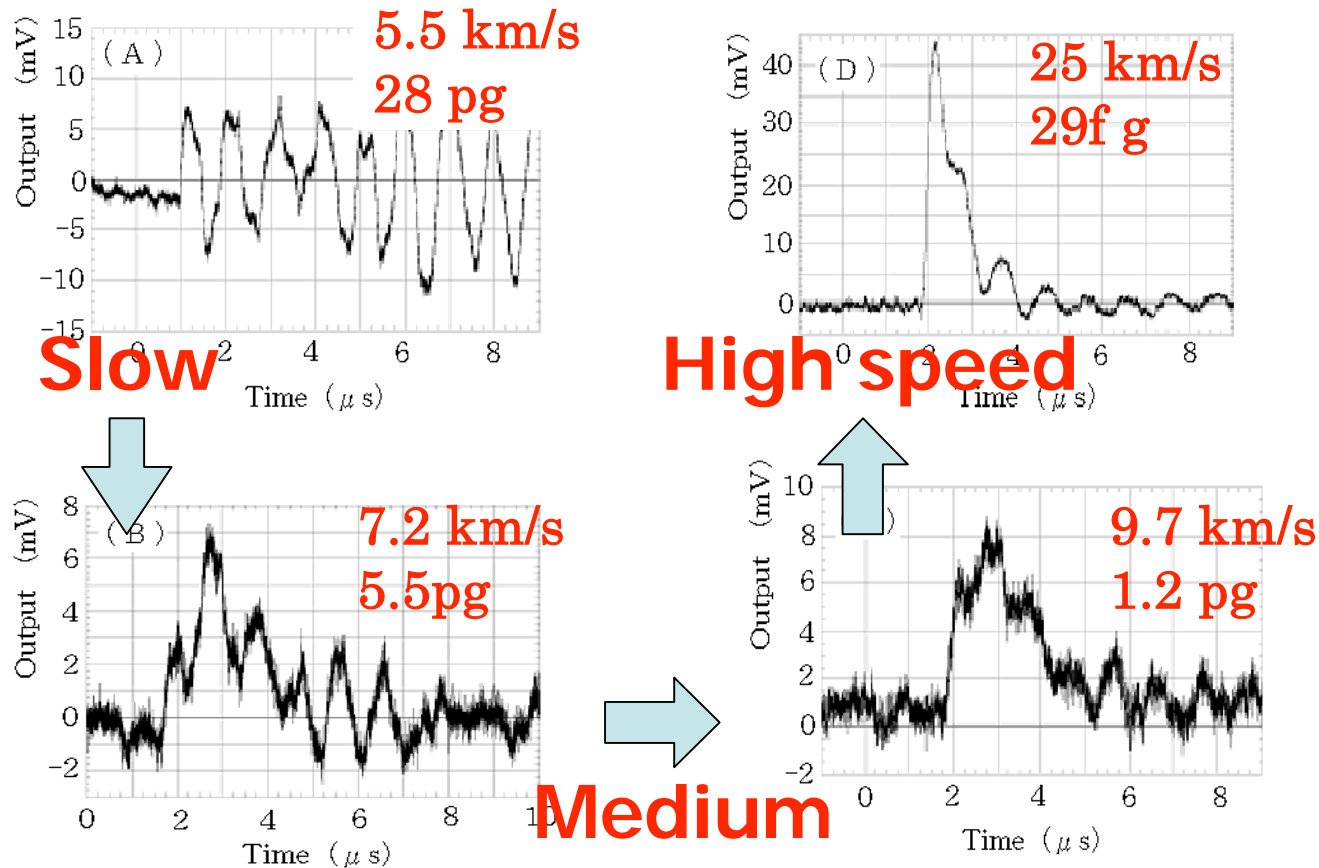 15
10
5
0
-5
-10
-15
Output (mV)
(A)
5.5 km/s
28 pg
0 2 4 6 8
Time (μs)
Slow
40
30
20
10
0
Output (mV)
(D)
25 km/s
29f g
0 2 4 6 8
Time (μs)
High speed
8
6
4
2
0
-2
Output (mV)
(B)
7.2 km/s
5.5pg
0 2 4 6 8 10
Time (μs)
Medium
10
8
6
4
2
0
-2
Output (mV)
9.7 km/s
1.2 pg
0 2 4 6 8
Time (μs)